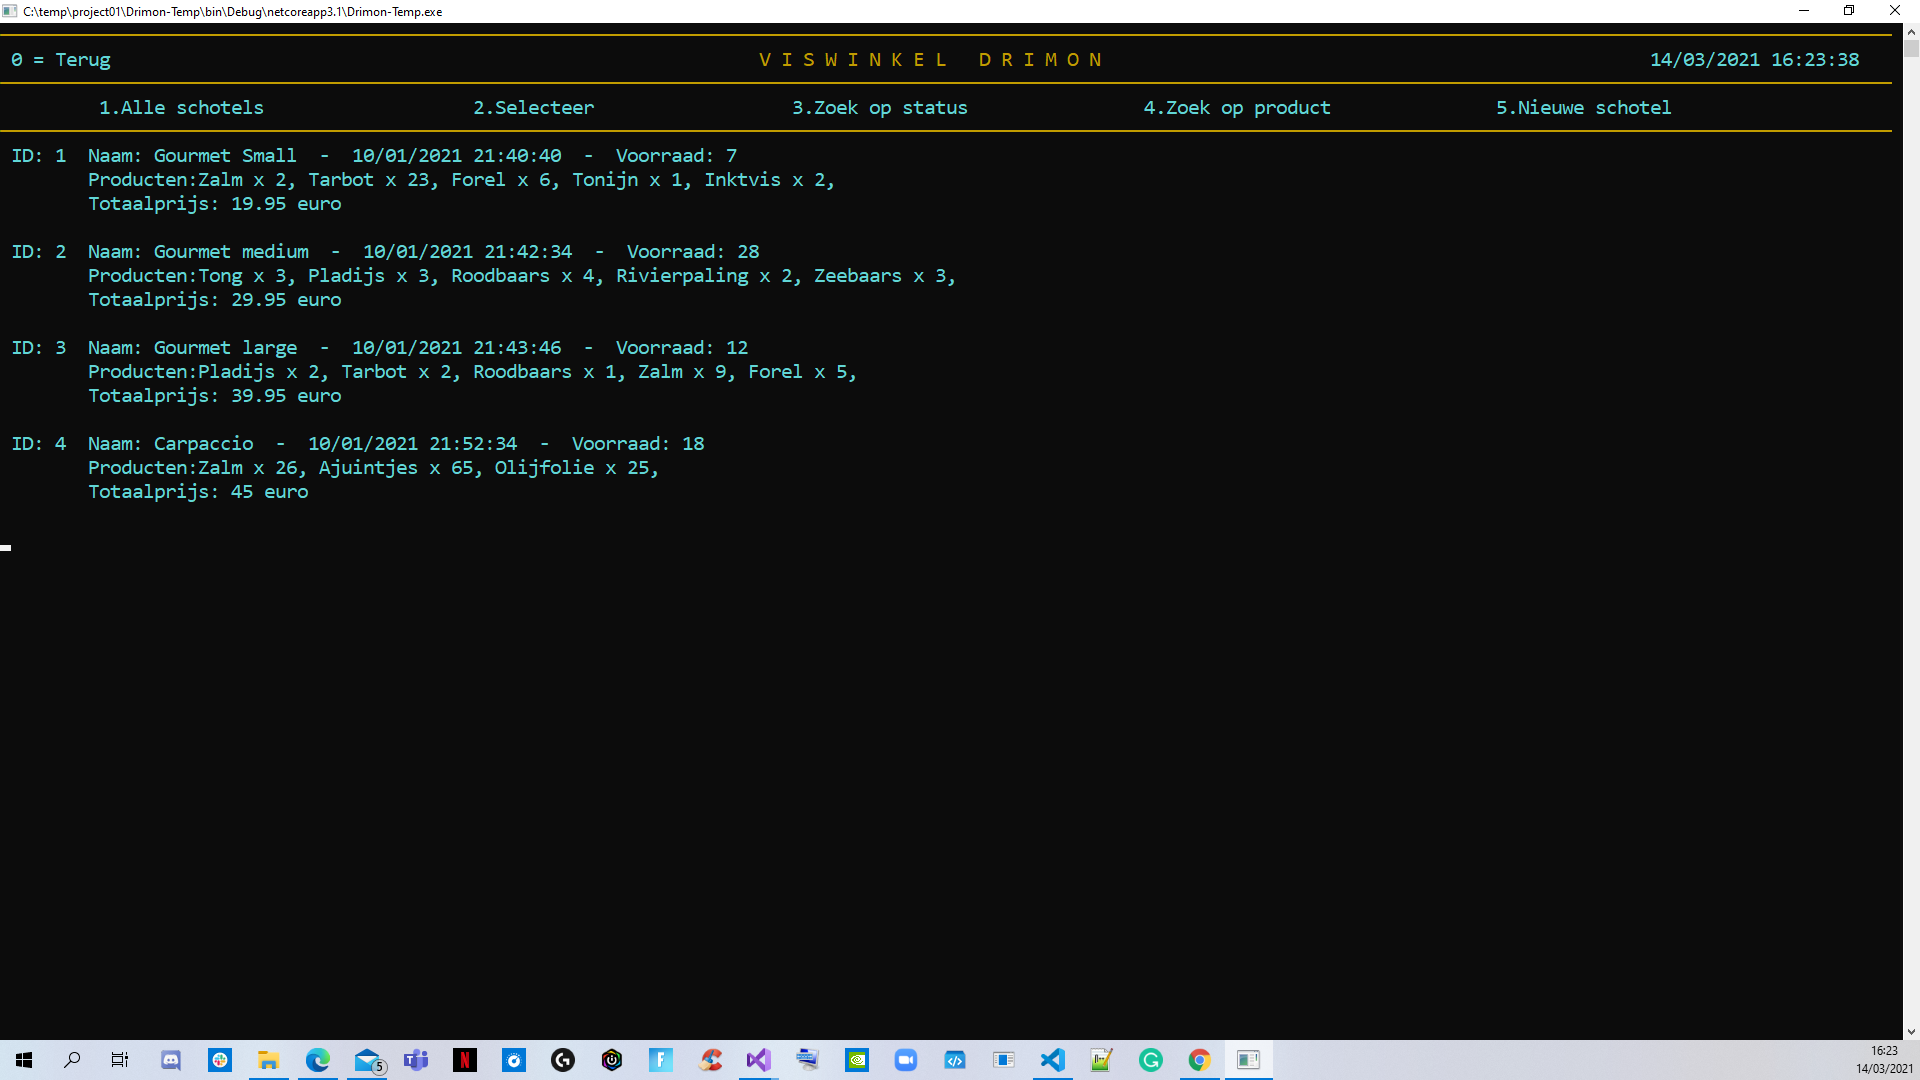 C:\temp\project01\Drimon-Temp\bin\Debug\netcoreapp3.1\Drimon-Temp.exe
0 = Terug V I S W I N K E L D R I M O N 14/03/2021 16:23:38
1.Alle schotels 2.Selecteer 3.Zoek op status 4.Zoek op product 5.Nieuwe schotel
ID: 1 Naam: Gourmet Small - 10/01/2021 21:40:40 - Voorraad: 7
Producten:Zalm x 2, Tarbot x 23, Forel x 6, Tonijn x 1, Inktvis x 2,
Totaalprijs: 19.95 euro
ID: 2 Naam: Gourmet medium - 10/01/2021 21:42:34 - Voorraad: 28
Producten:Tong x 3, Pladijs x 3, Roodbaars x 4, Rivierpaling x 2, Zeebaars x 3,
Totaalprijs: 29.95 euro
ID: 3 Naam: Gourmet large - 10/01/2021 21:43:46 - Voorraad: 12
Producten:Pladijs x 2, Tarbot x 2, Roodbaars x 1, Zalm x 9, Forel x 5,
Totaalprijs: 39.95 euro
ID: 4 Naam: Carpaccio - 10/01/2021 21:52:34 - Voorraad: 18
Producten:Zalm x 26, Ajuintjes x 65, Olijfolie x 25,
Totaalprijs: 45 euro
5
16:23
14/03/2021